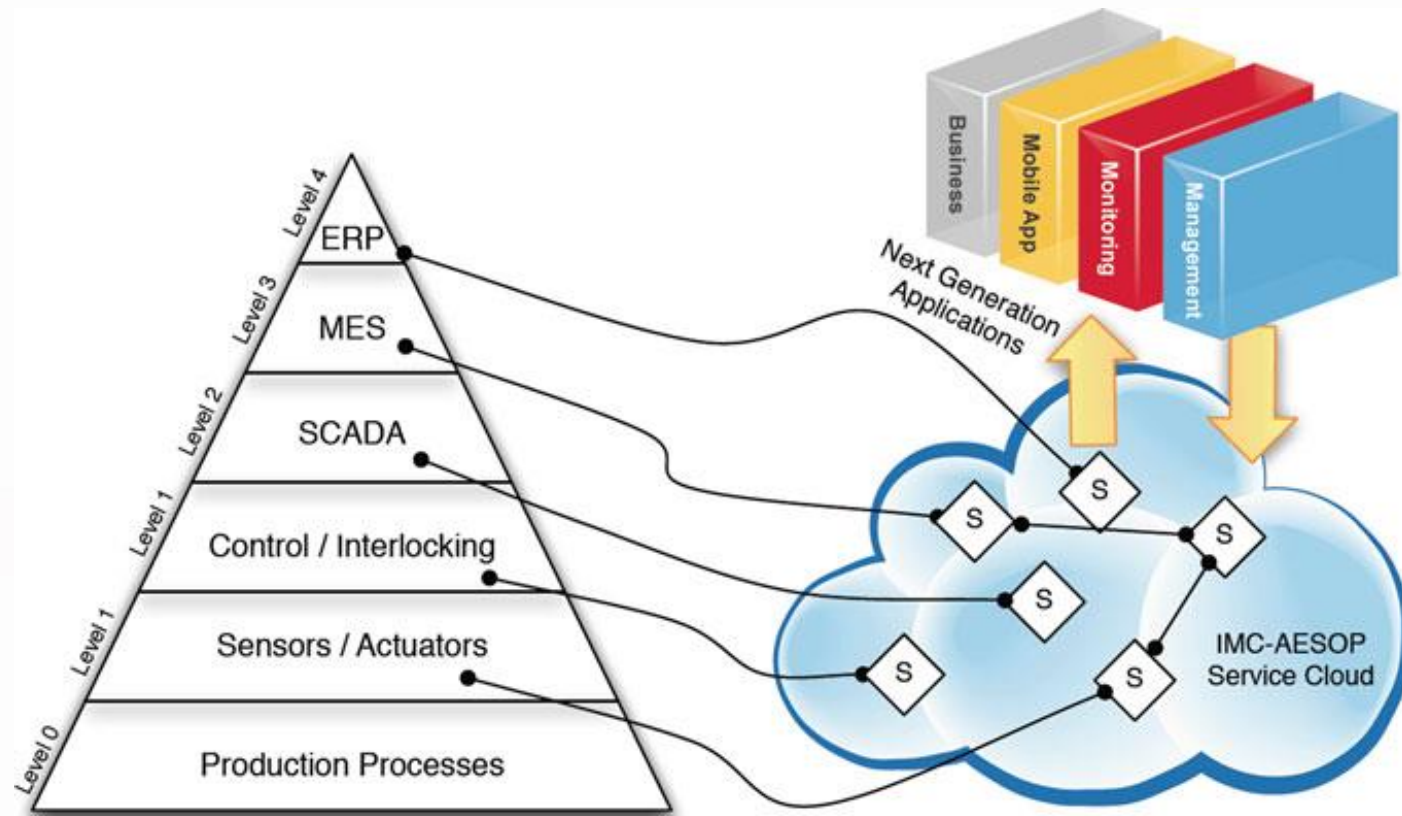 Level 4
ERP
Level 3
MES
Level 2
SCADA
Level 1
Control / Interlocking
Level 1
Sensors / Actuators
Level 0
Production Processes
Business
Mobile App
Monitoring
Management
Next Generation
Applications
S
S
S
S
S
S
IMC-AESOP
Service Cloud